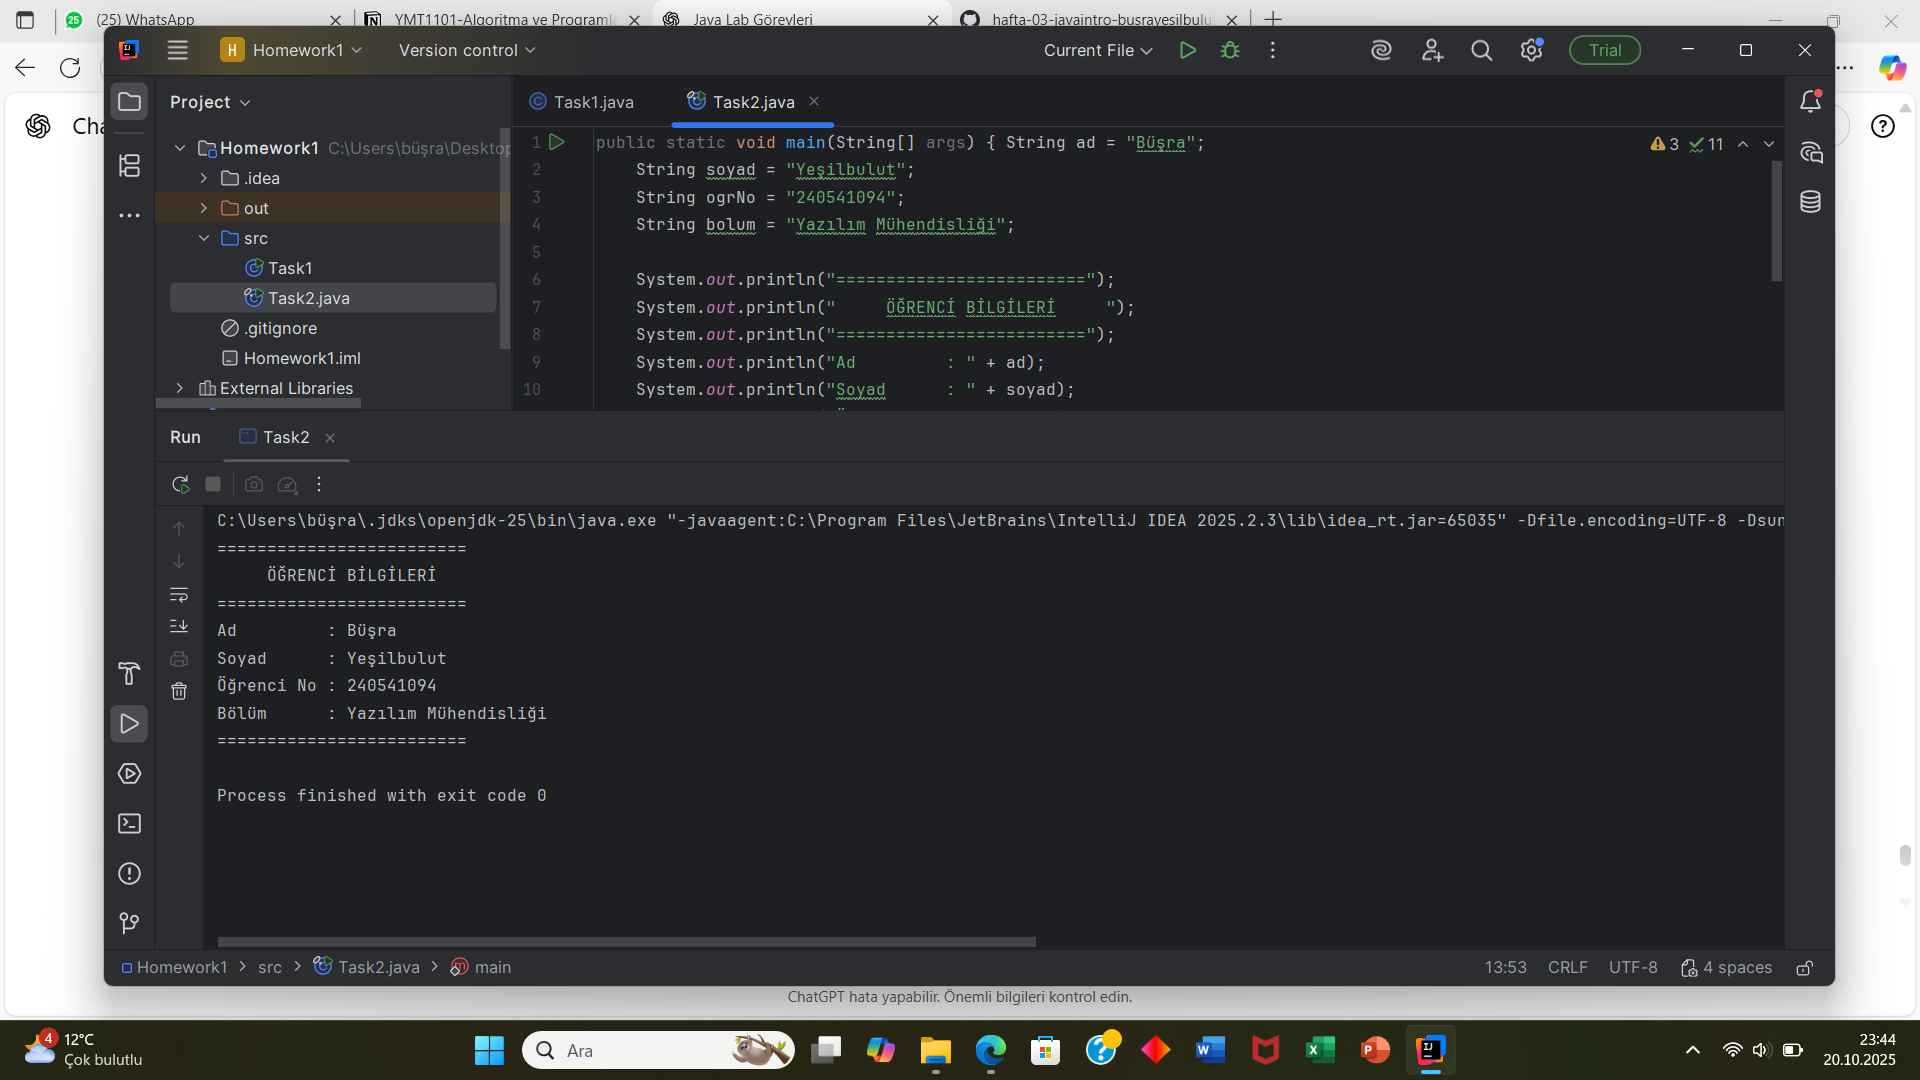 (25) WhatsApp
YMT1101-Algoritma ve Programla
Java Lab Görevleri
hafta-03-javaintro-busrayesilbulut
H Homework1
Version control
Current File
Trial
Cha
Project
Task1.java
Task2.java
Homework1 C:\Users\büşra\Desktop
.idea
out
src
Task1
Task2.java
.gitignore
Homework1.iml
External Libraries
3 11
1 public static void main(String[] args) { String ad = "Büşra";
2 String soyad = "Yeşilbulut";
3 String ogrNo = "240541094";
4 String bolum = "Yazılım Mühendisliği";
5
6 System.out.println("=========================");
7 System.out.println("     ÖĞRENCİ BİLGİLERİ     ");
8 System.out.println("=========================");
9 System.out.println("Ad         : " + ad);
10 System.out.println("Soyad      : " + soyad);
Run
Task2
C:\Users\büşra\.jdks\openjdk-25\bin\java.exe "-javaagent:C:\Program Files\JetBrains\IntelliJ IDEA 2025.2.3\lib\idea_rt.jar=65035" -Dfile.encoding=UTF-8 -Dsun
=========================
     ÖĞRENCİ BİLGİLERİ
=========================
Ad         : Büşra
Soyad      : Yeşilbulut
Öğrenci No : 240541094
Bölüm      : Yazılım Mühendisliği
=========================
Process finished with exit code 0
Homework1 > src > Task2.java > main
13:53 CRLF UTF-8 4 spaces
ChatGPT hata yapabilir. Önemli bilgileri kontrol edin.
4
12°C
Çok bulutlu
Ara
23:44
20.10.2025